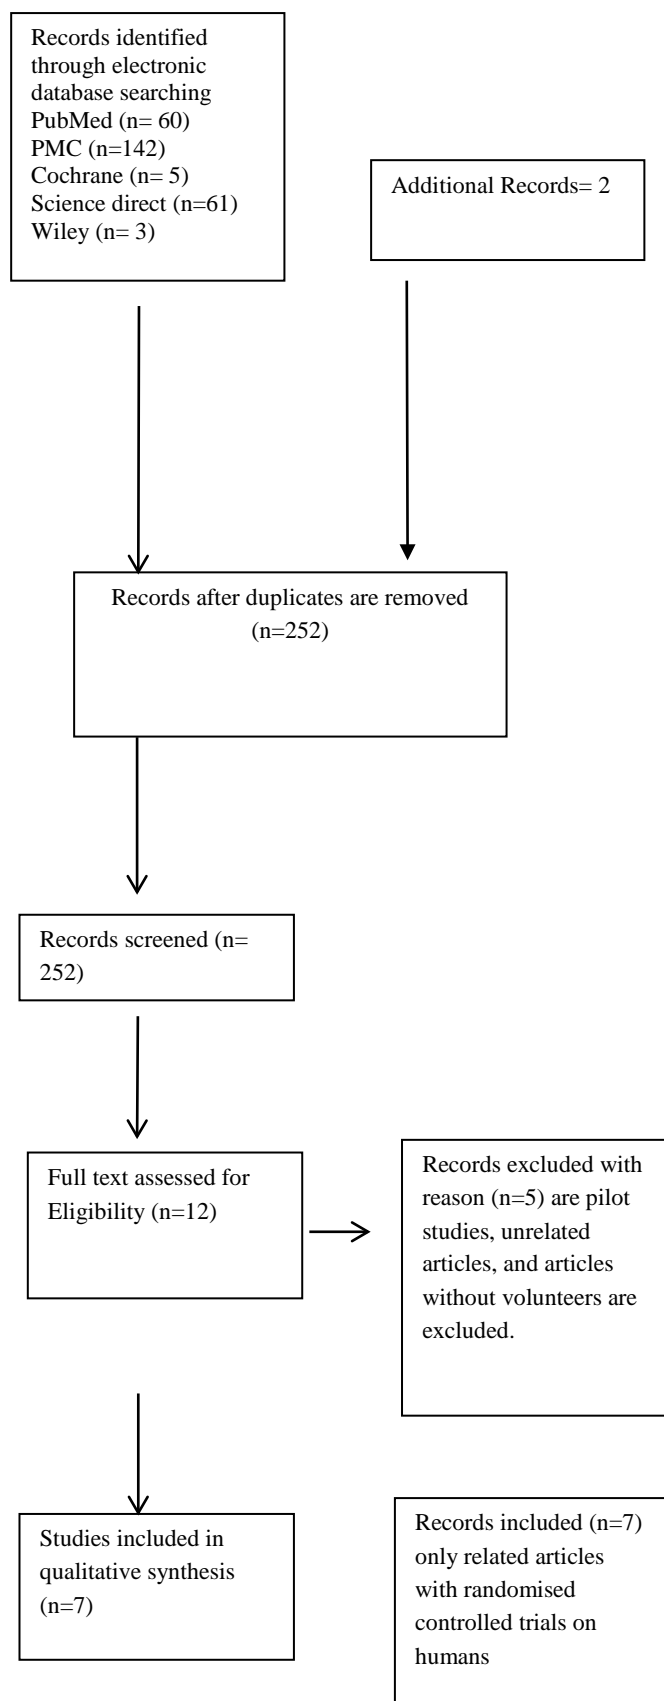 Records identified
through electronic
database searching
PubMed (n= 60)
PMC (n=142)
Cochrane (n= 5)
Science direct (n=61)
Wiley (n= 3)
Additional Records= 2
Records after duplicates are removed
(n=252)
Records screened (n=
252)
Full text assessed for
Eligibility (n=12)
Records excluded with
reason (n=5) are pilot
studies, unrelated
articles, and articles
without volunteers are
excluded.
Studies included in
qualitative synthesis
(n=7)
Records included (n=7)
only related articles
with randomised
controlled trials on
humans